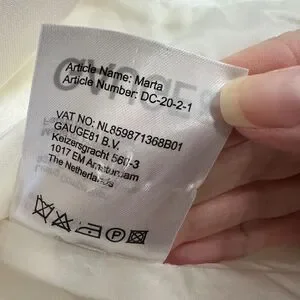 Article Name: Marta
Article Number: DC-20-2-1
VAT NO: NL859871368B01
GAUGE81 B.V.
Keizersgracht 560-3
1017 EM Amsterdam
The Netherlands